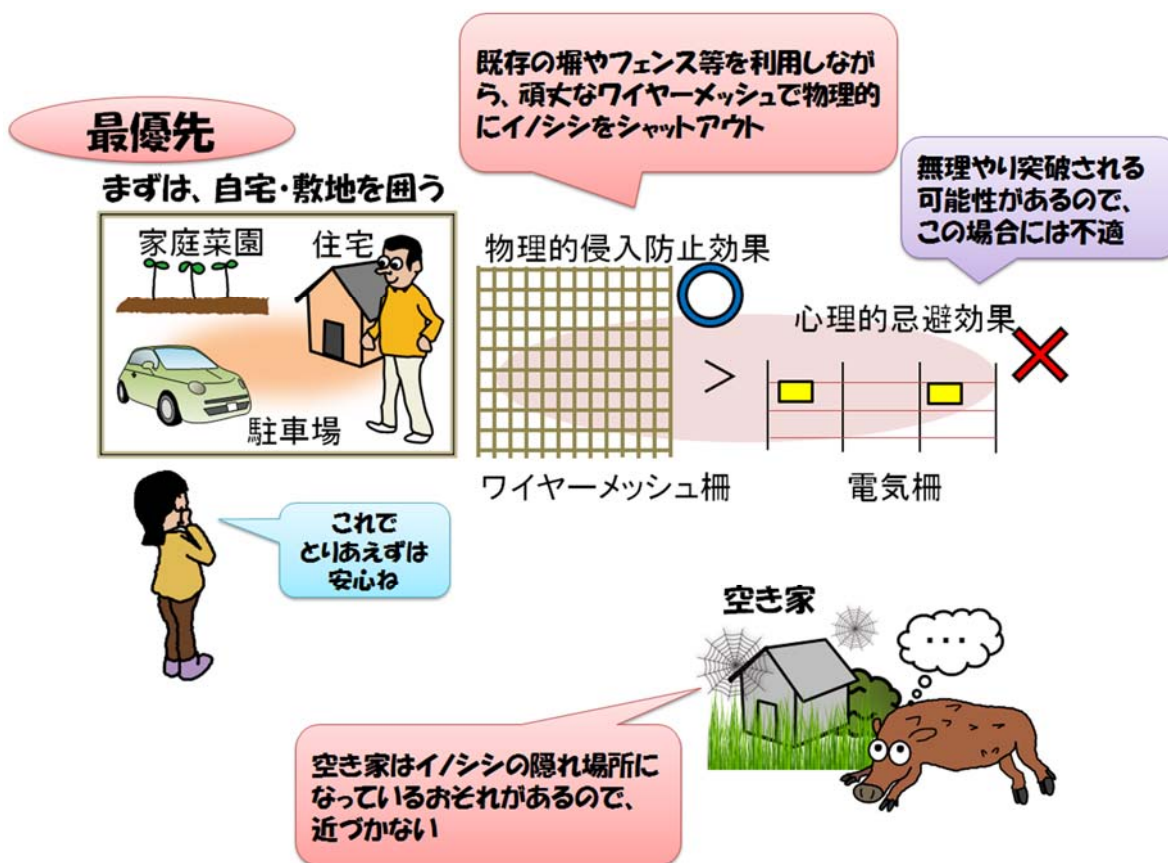 最優先
まずは、自宅・敷地を囲う
家庭菜園
住宅
駐車場
既存の塀やフェンス等を利用しなが
ら、頑丈なワイヤーメッシュで物理的
にイノシシをシャットアウト
無理やり突破される
可能性があるので、
この場合には不適
物理的侵入防止効果
>
心理的忌避効果
ワイヤーメッシュ柵
電気柵
これで
とりあえずは
安心ね
空き家
・・・
空き家はイノシシの隠れ場所に
なっているおそれがあるので、
近づかない